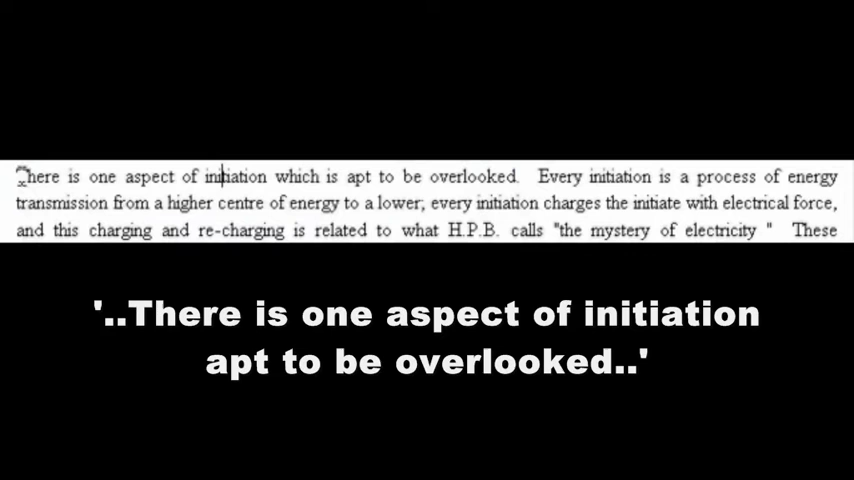 There is one aspect of initiation which is apt to be overlooked. Every initiation is a process of energy
transmission from a higher centre of energy to a lower; every initiation charges the initiate with electrical force,
and this charging and re-charging is related to what H.P.B. calls "the mystery of electricity " These
'..There is one aspect of initiation
apt to be overlooked..'